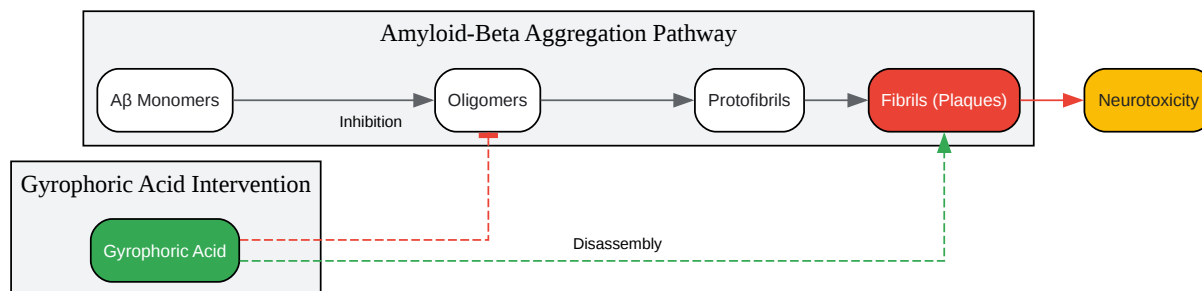 Amyloid-Beta Aggregation Pathway
Aβ Monomers
Oligomers
Protofibrils
Fibrils (Plaques)
Neurotoxicity
Inhibition
Gyrophoric Acid Intervention
Gyrophoric Acid
Disassembly